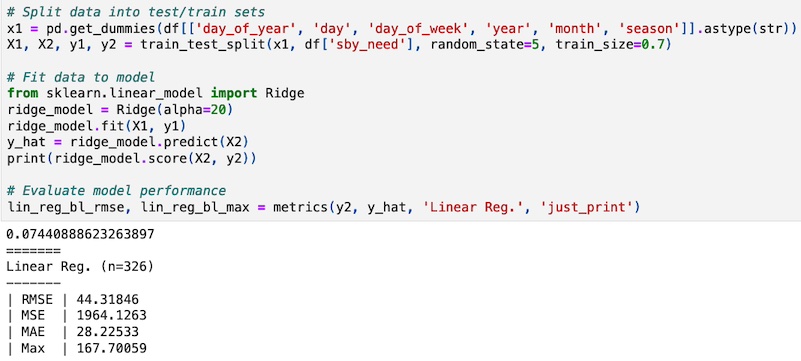 # Split data into test/train sets
x1 = pd.get_dummies(df[['day_of_year', 'day', 'day_of_week', 'year', 'month', 'season']].astype(str))
X1, X2, y1, y2 = train_test_split(x1, df['sby_need'], random_state=5, train_size=0.7)
# Fit data to model
from sklearn.linear_model import Ridge
ridge_model = Ridge(alpha=20)
ridge_model.fit(X1, y1)
y_hat = ridge_model.predict(X2)
print(ridge_model.score(X2, y2))
# Evaluate model performance
lin_reg_bl_rmse, lin_reg_bl_max = metrics(y2, y_hat, 'Linear Reg.', 'just_print')
0.07440888623263897
=======
Linear Reg. (n=326)
-------
| RMSE | 44.31846
| MSE | 1964.1263
| MAE | 28.22533
| Max | 167.70059